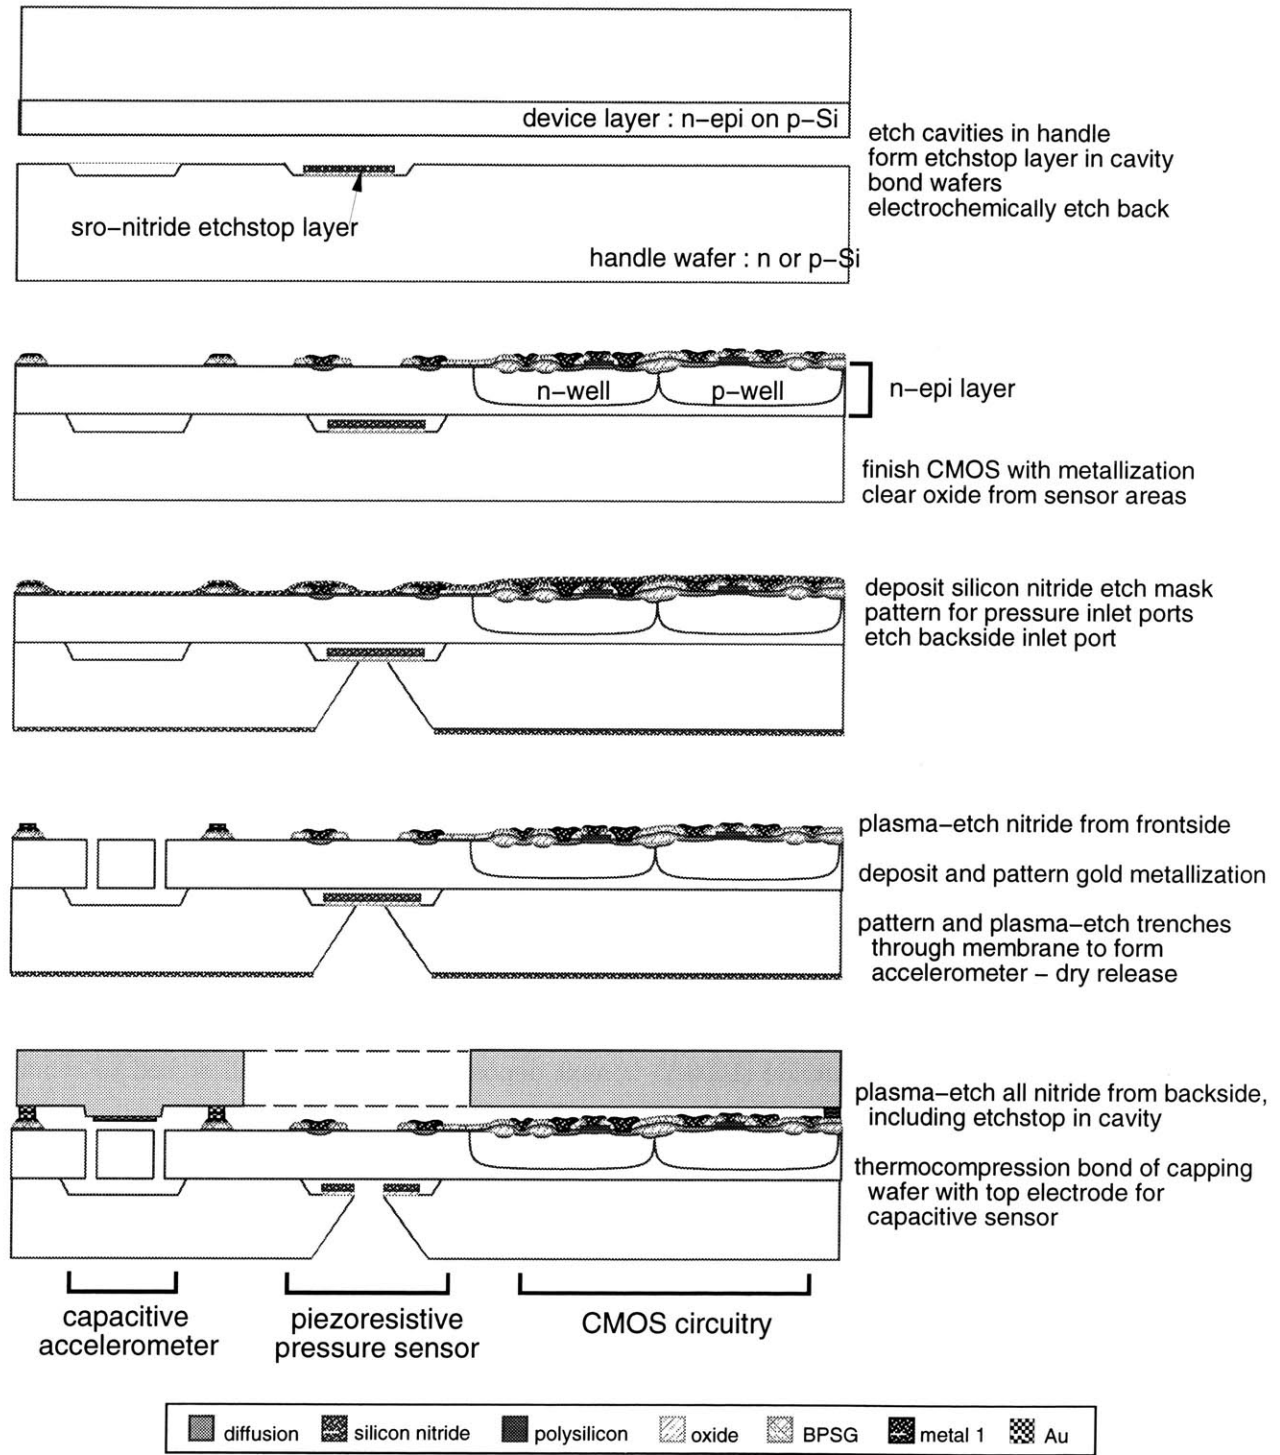 device layer : n-epi on p-Si
etch cavities in handle
form etchstop layer in cavity
bond wafers
electrochemically etch back
sro-nitride etchstop layer
handle wafer : n or p-Si
n-well
p-well
n-epi layer
finish CMOS with metallization
clear oxide from sensor areas
deposit silicon nitride etch mask
pattern for pressure inlet ports
etch backside inlet port
plasma-etch nitride from frontside
deposit and pattern gold metallization
pattern and plasma-etch trenches
through membrane to form
accelerometer – dry release
plasma-etch all nitride from backside,
including etchstop in cavity
thermocompression bond of capping
wafer with top electrode for
capacitive sensor
capacitive
accelerometer
piezoresistive
pressure sensor
CMOS circuitry
diffusion silicon nitride polysilicon oxide BPSG metal 1 Au